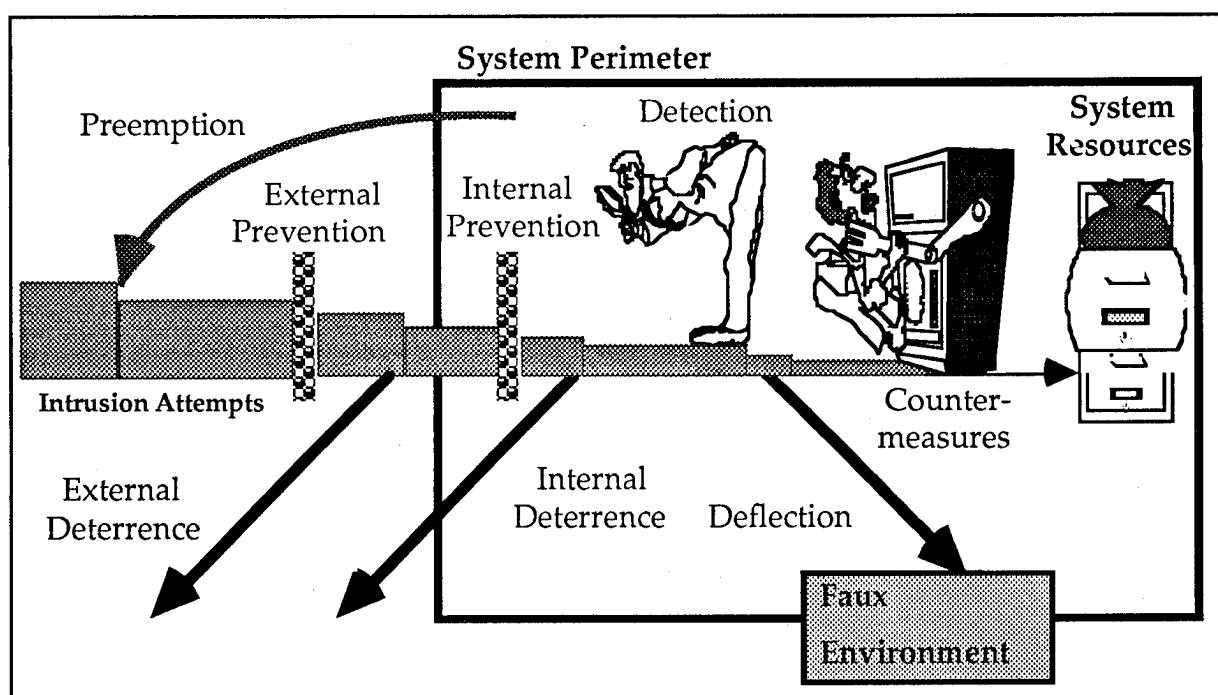 System Perimeter
Preemption
Detection
System
Resources
External
Prevention
Internal
Prevention
Intrusion Attempts
Counter-
measures
External
Deterrence
Internal
Deterrence
Deflection
Faux
Environment